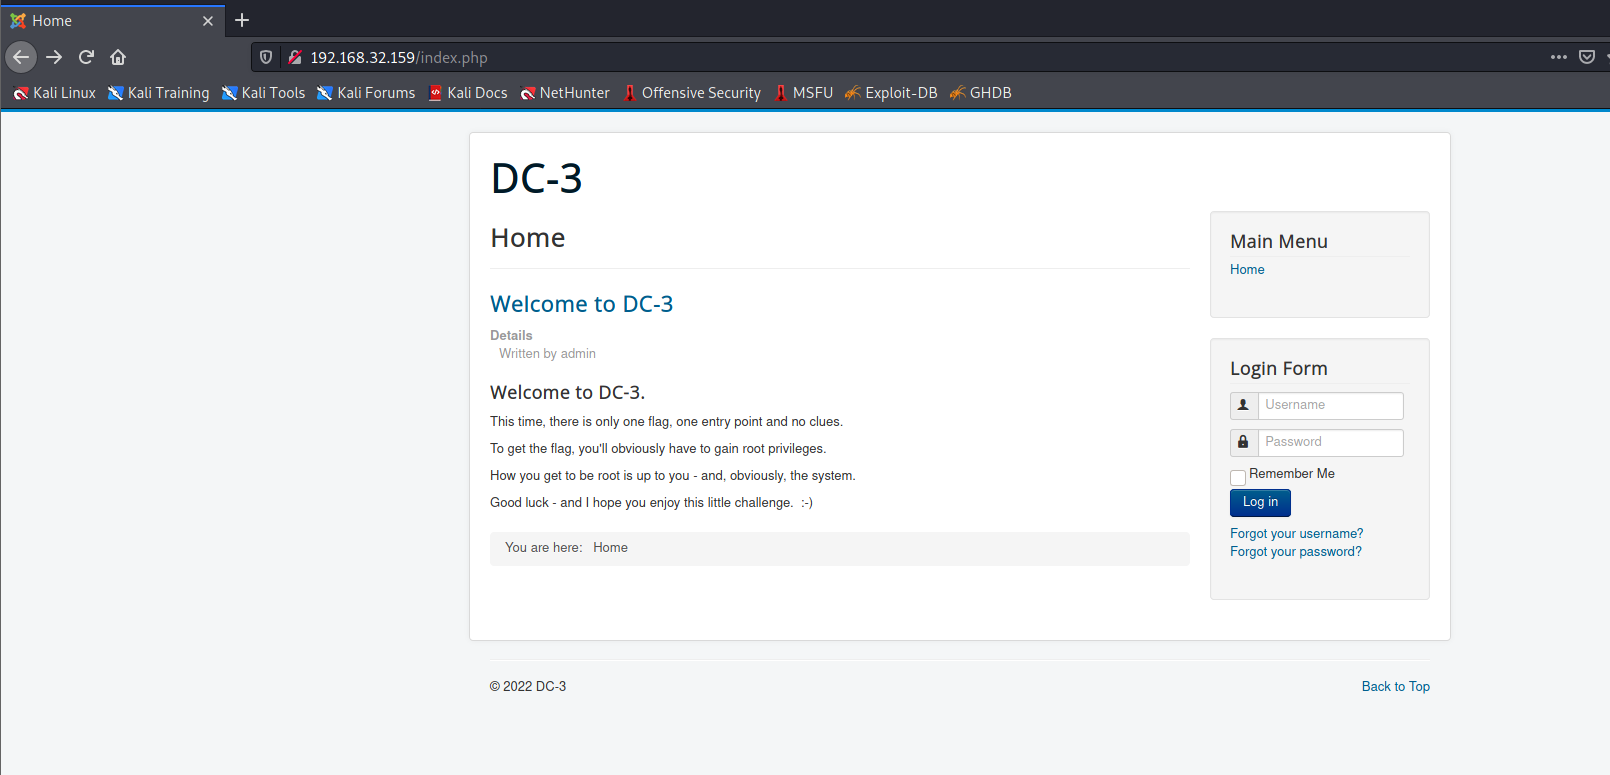 Home
192.168.32.159/index.php
Kali Linux Kali Training Kali Tools Kali Forums Kali Docs NetHunter Offensive Security MSFU Exploit-DB GHDB
DC-3
Home
Welcome to DC-3
Details
Written by admin
Welcome to DC-3.
This time, there is only one flag, one entry point and no clues.
To get the flag, you'll obviously have to gain root privileges.
How you get to be root is up to you - and, obviously, the system.
Good luck - and I hope you enjoy this little challenge. :-)
You are here: Home
Main Menu
Home
Login Form
Username
Password
Remember Me
Log in
Forgot your username?
Forgot your password?
© 2022 DC-3
Back to Top